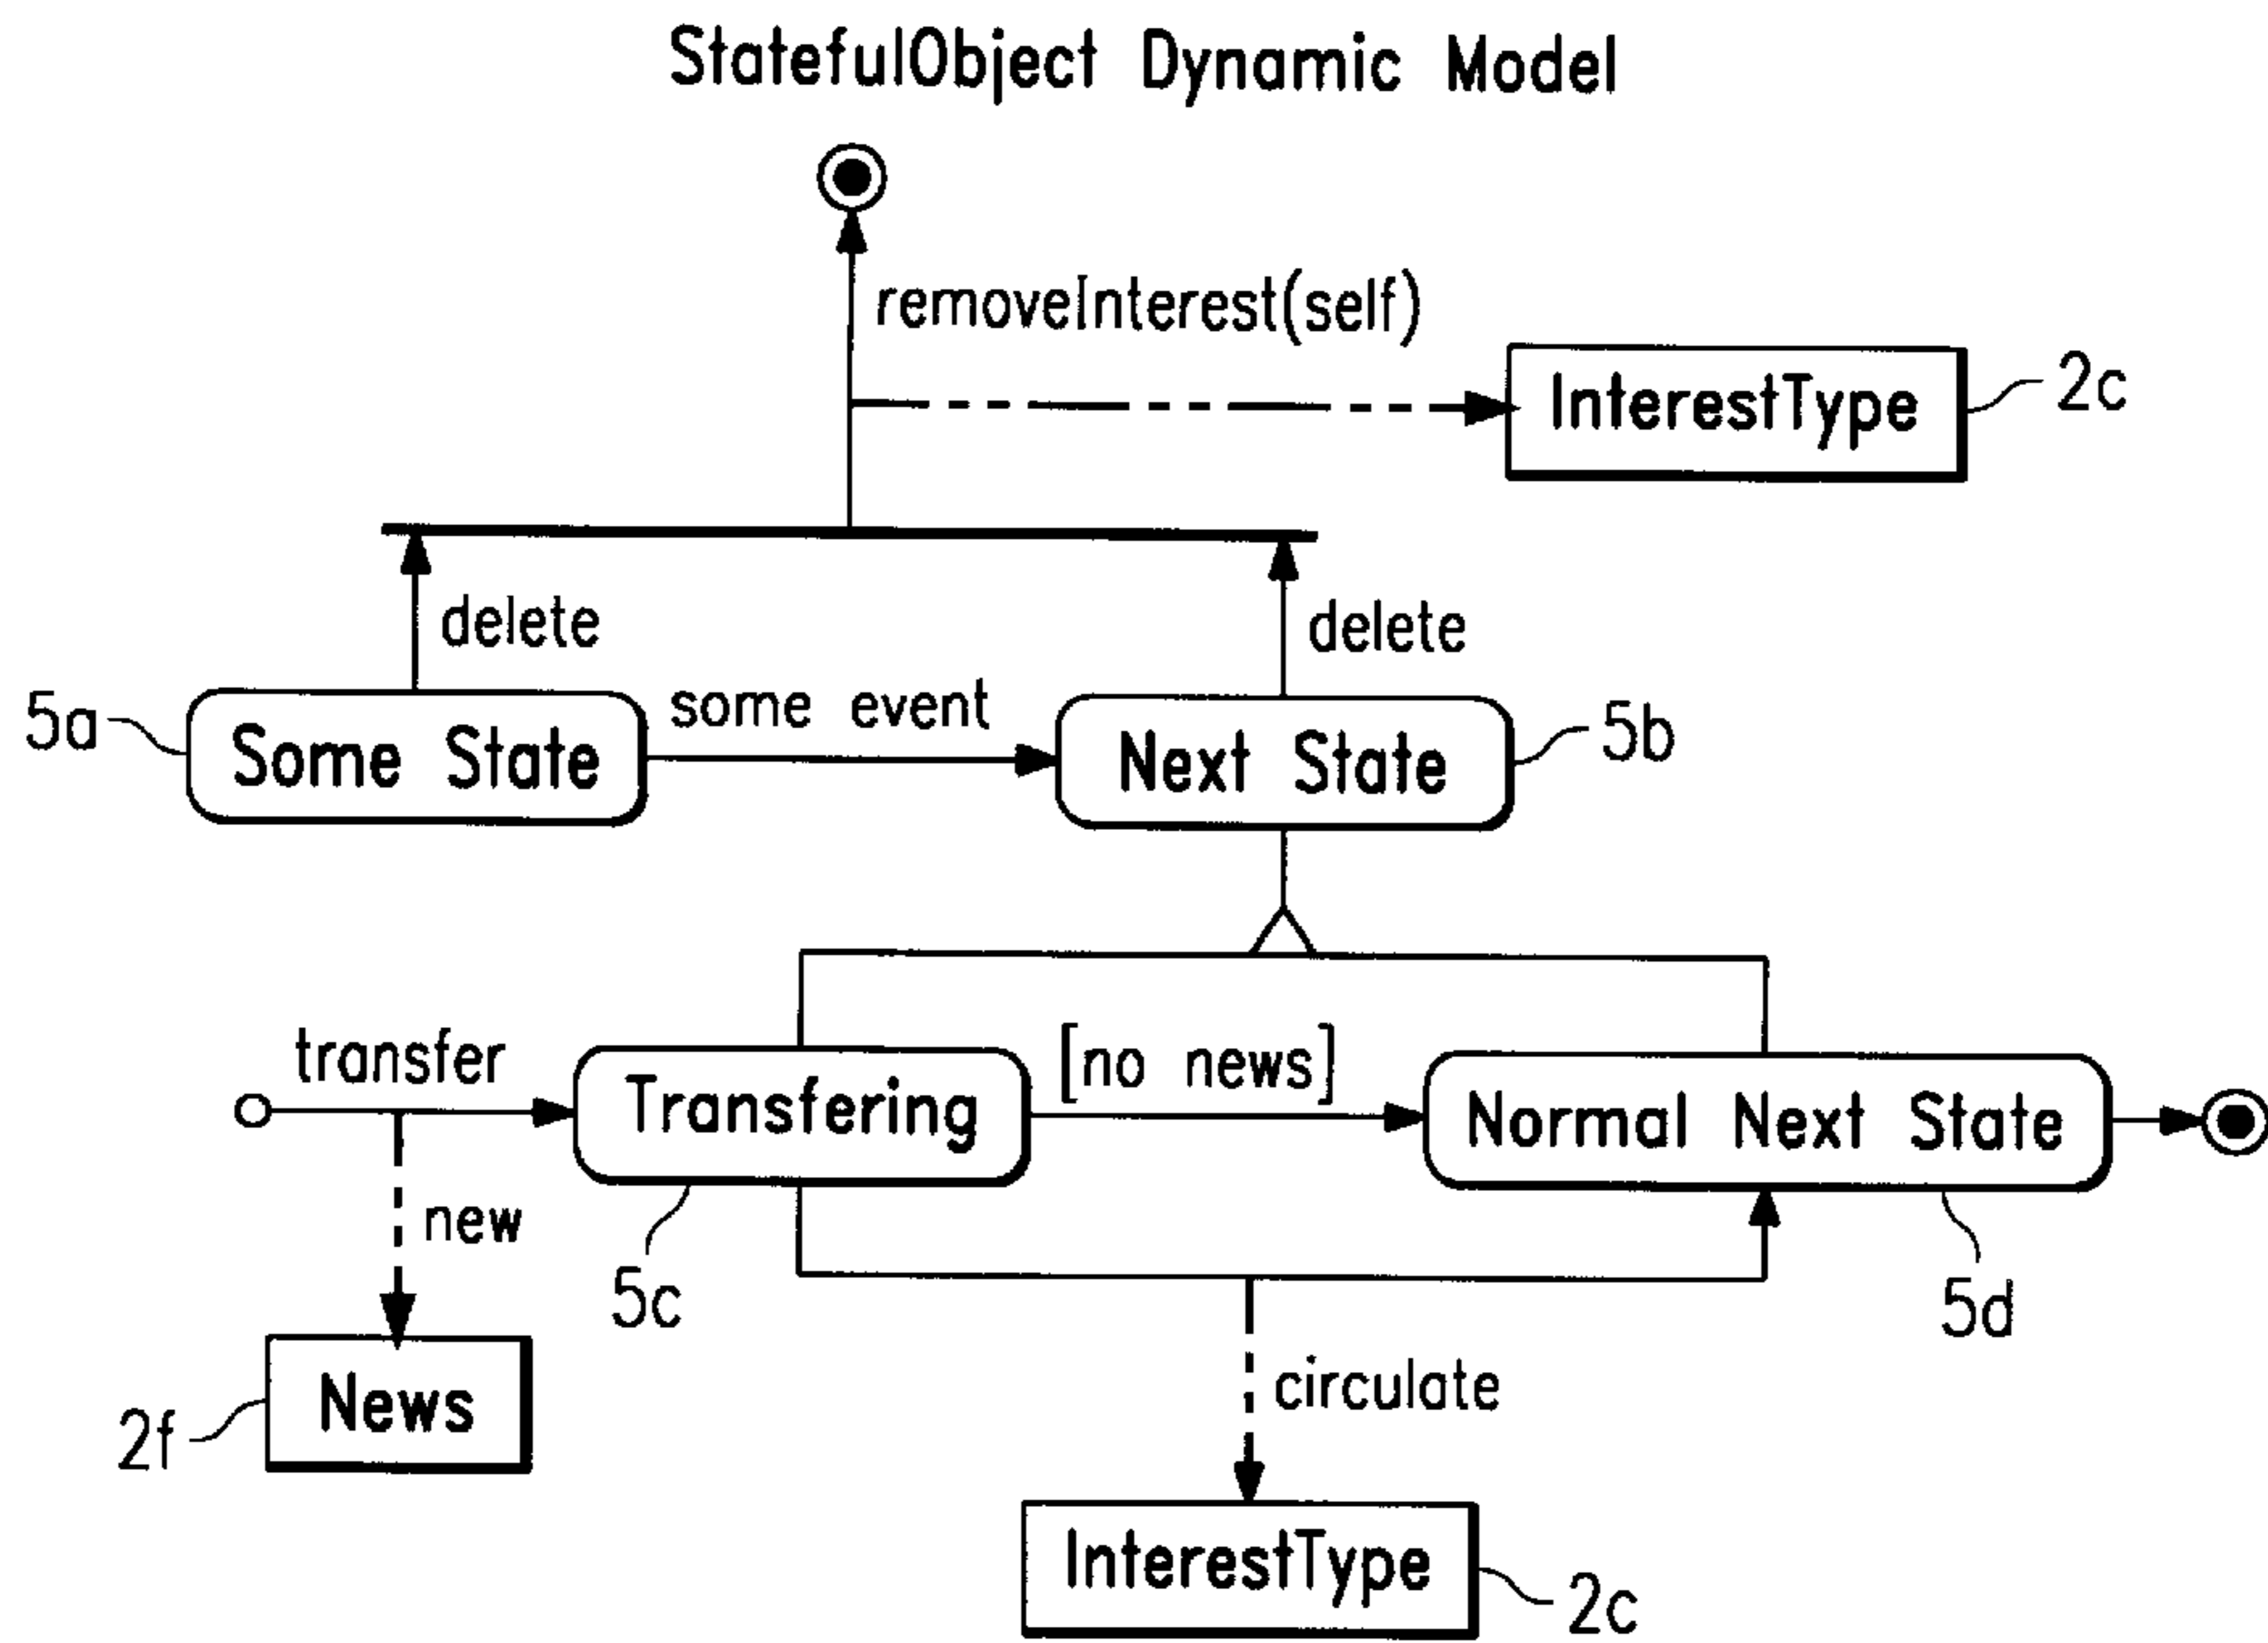 StatefulObject Dynamic Model
removeInterest(self)
InterestType
2c
delete
delete
5a
Some State
some event
Next State
5b
transfer
Transfering
[no news]
Normal Next State
new
5c
5d
News
2f
circulate
InterestType
2c